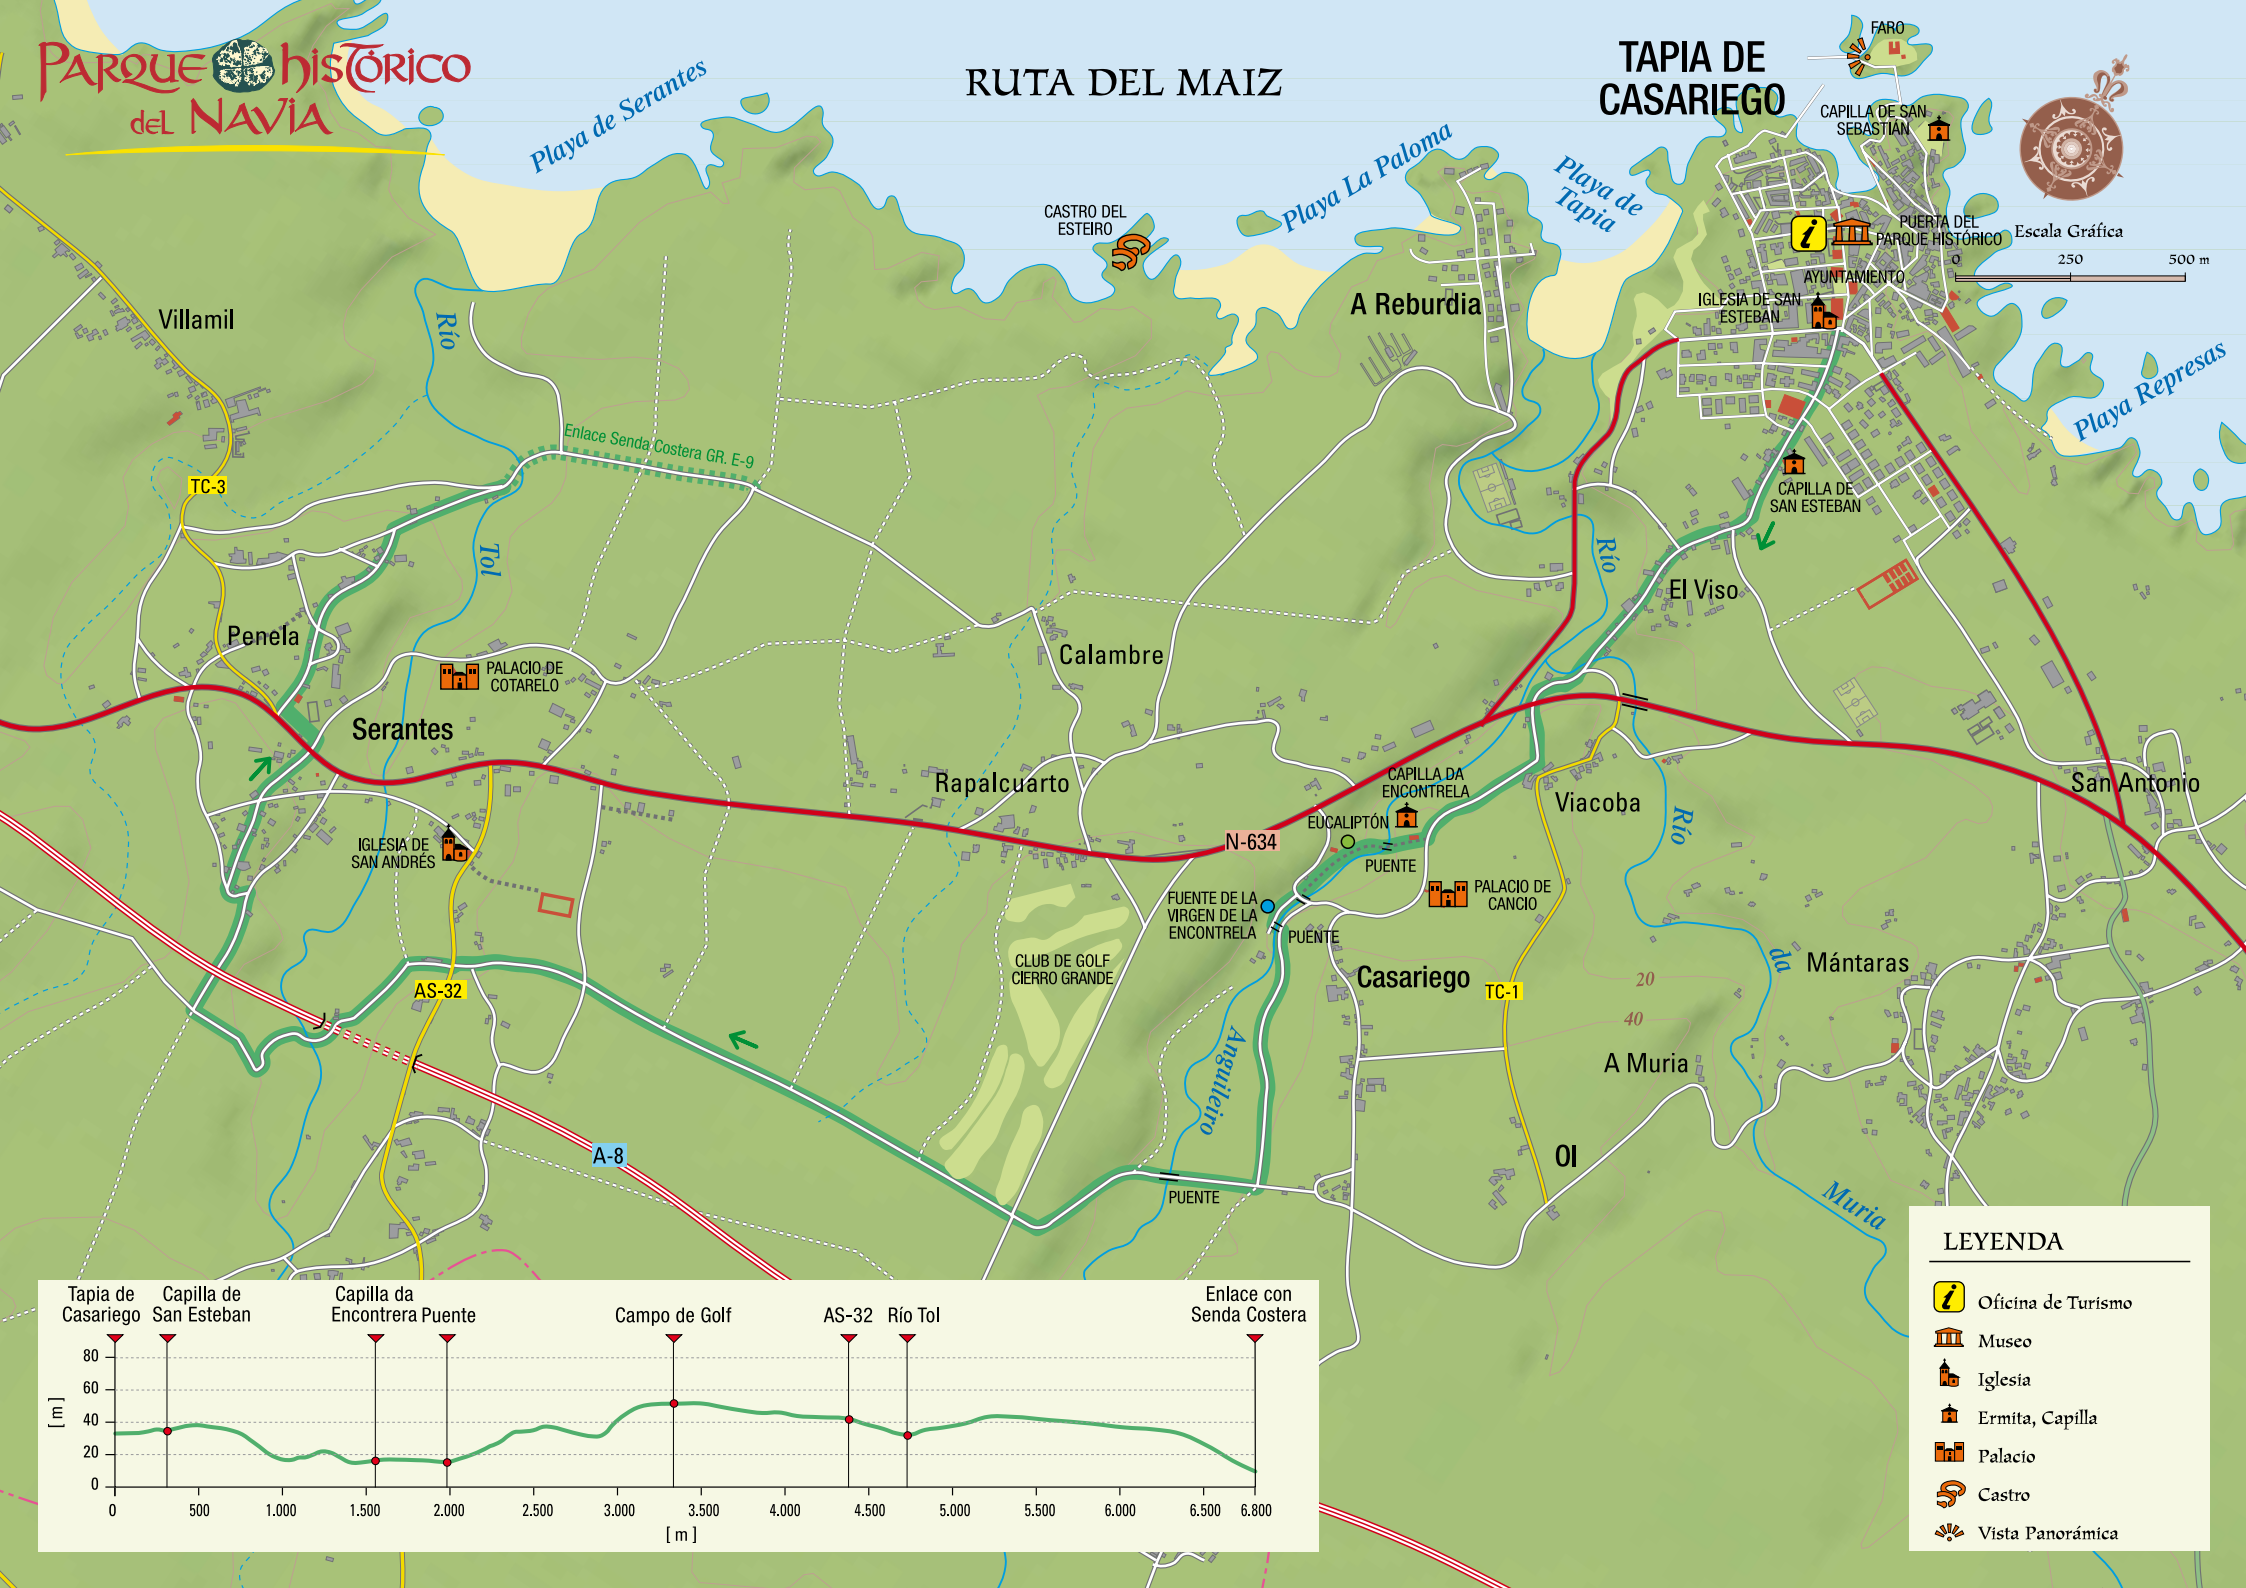 PARQUE hisTÓRICO
del NAVIA
RUTA DEL MAIZ
TAPIA DE
CASARIEGO
FARO
CAPILLA DE SAN
SEBASTIÁN
Playa de Serantes
Playa La Paloma
Playa de
Tapia
CASTRO DEL
ESTEIRO
PUERTA DEL
PARQUE HISTÓRICO
Escala Gráfica
0 250 500 m
AYUNTAMIENTO
IGLESIA DE SAN
ESTEBAN
A Reburdia
Villamil
Río
Playa Represas
Enlace Senda Costera GR. E-9
TC-3
CAPILLA DE
SAN ESTEBAN
Tol
Río
El Viso
Penela
PALACIO DE
COTARELO
Calambre
Serantes
Rapalcuarto
CAPILLA DA
ENCONTRELA
Viacoba
San Antonio
EUCALIPTÓN
Río
N-634
IGLESIA DE
SAN ANDRÉS
PUENTE
FUENTE DE LA
VIRGEN DE LA
ENCONTRELA
PALACIO DE
CANCIO
PUENTE
CLUB DE GOLF
CIERRO GRANDE
Casariego
da
Mántaras
20
AS-32
TC-1
40
Anguileiro
A Muria
A-8
Ol
PUENTE
Muria
LEYENDA
Oficina de Turismo
Museo
Iglesia
Ermita, Capilla
Palacio
Castro
Vista Panorámica
Tapia de
Casariego
Capilla de
San Esteban
Capilla da
Encontrera
Puente
Campo de Golf
AS-32
Río Tol
Enlace con
Senda Costera
80
60
40
20
0
[ m ]
0 500 1.000 1.500 2.000 2.500 3.000 3.500 4.000 4.500 5.000 5.500 6.000 6.500 6.800
[ m ]